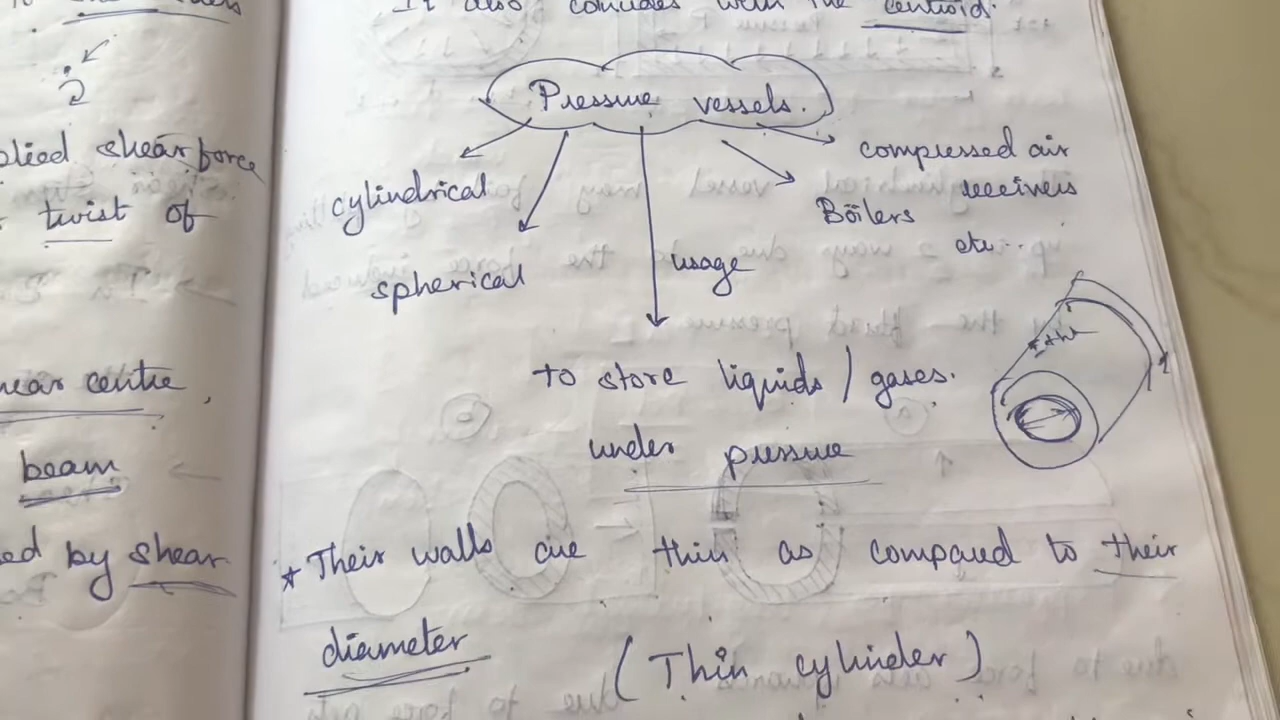 plied shear force
twist of
shear centre,
beam
ed by shear
It also coincides with the centroid.
Pressure vessels.
cylindrical
spherical
usage
Boilers
compressed air
receivers
etc...
to store liquids / gases.
under pressure
* Their walls are thin as compared to their
diameter (Thin cylinder)